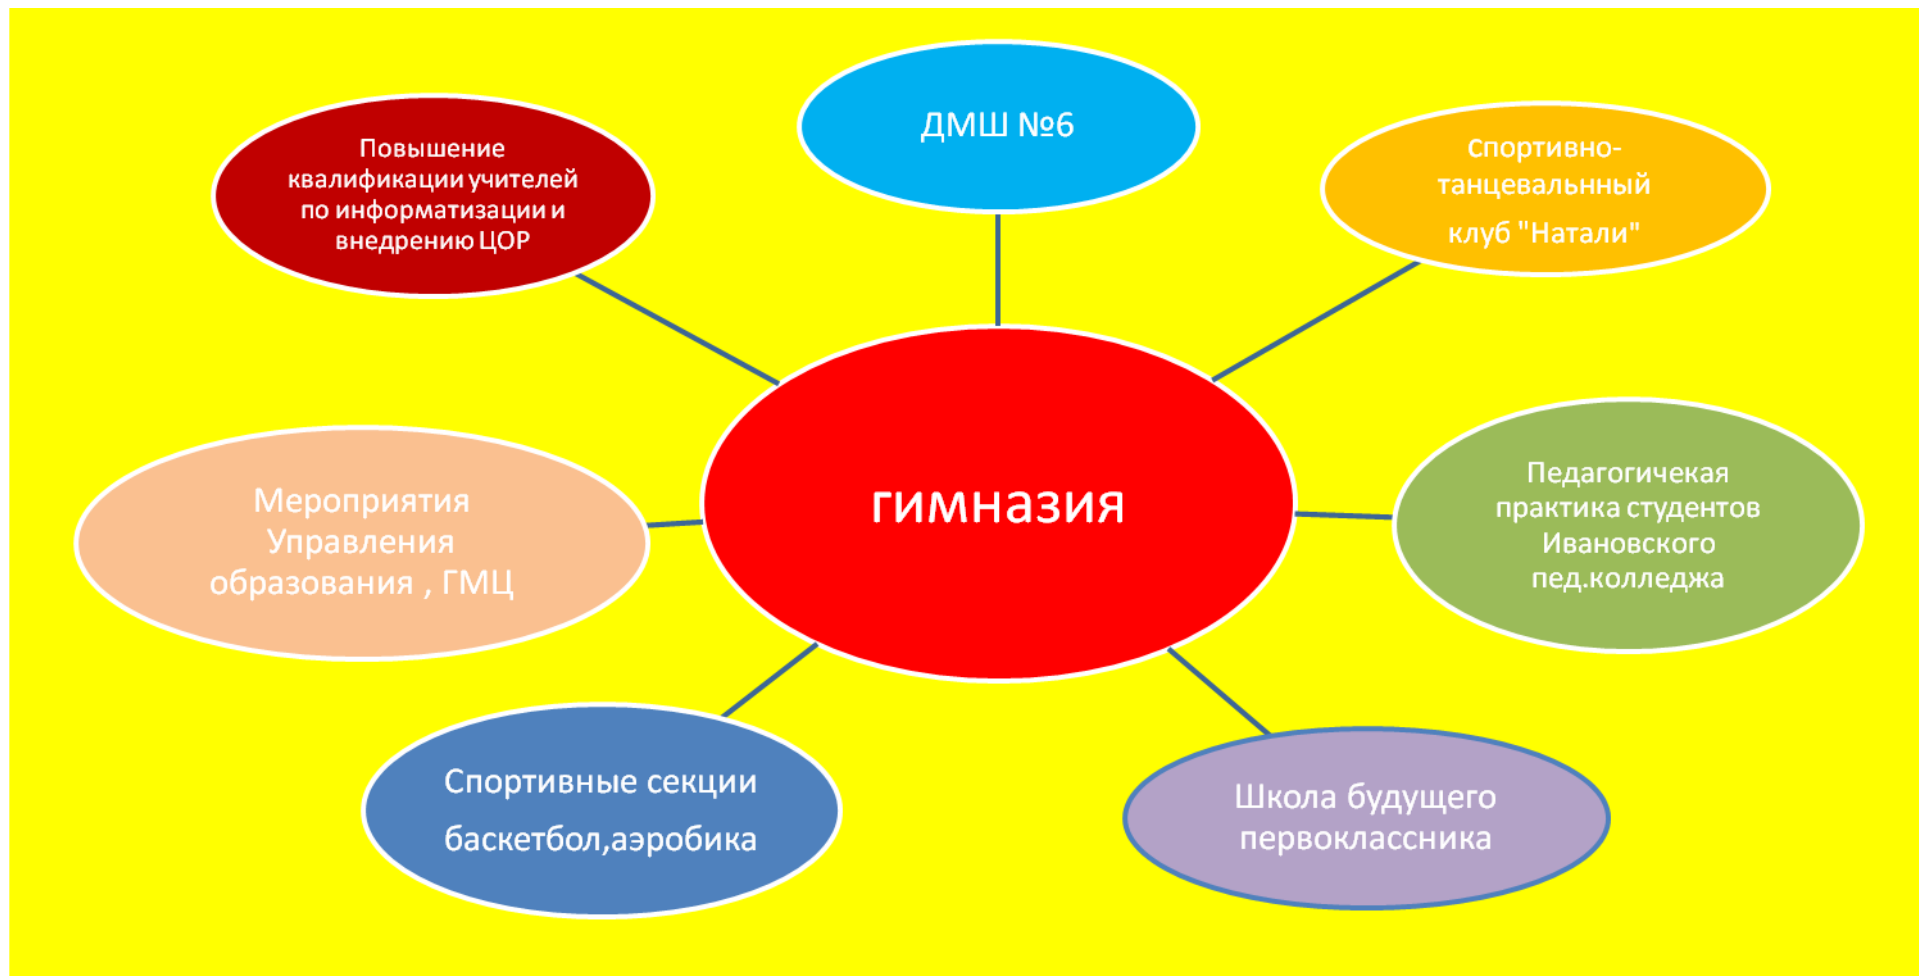 ДМШ №6
Повышение
квалификации учителей
по информатизации и
внедрению ЦОР
Спортивно-
танцевальнный
клуб "Натали"
гимназия
Мероприятия
Управления
образования , ГМЦ
Педагогичекая
практика студентов
Ивановского
пед.колледжа
Спортивные секции
баскетбол,аэробика
Школа будущего
первоклассника